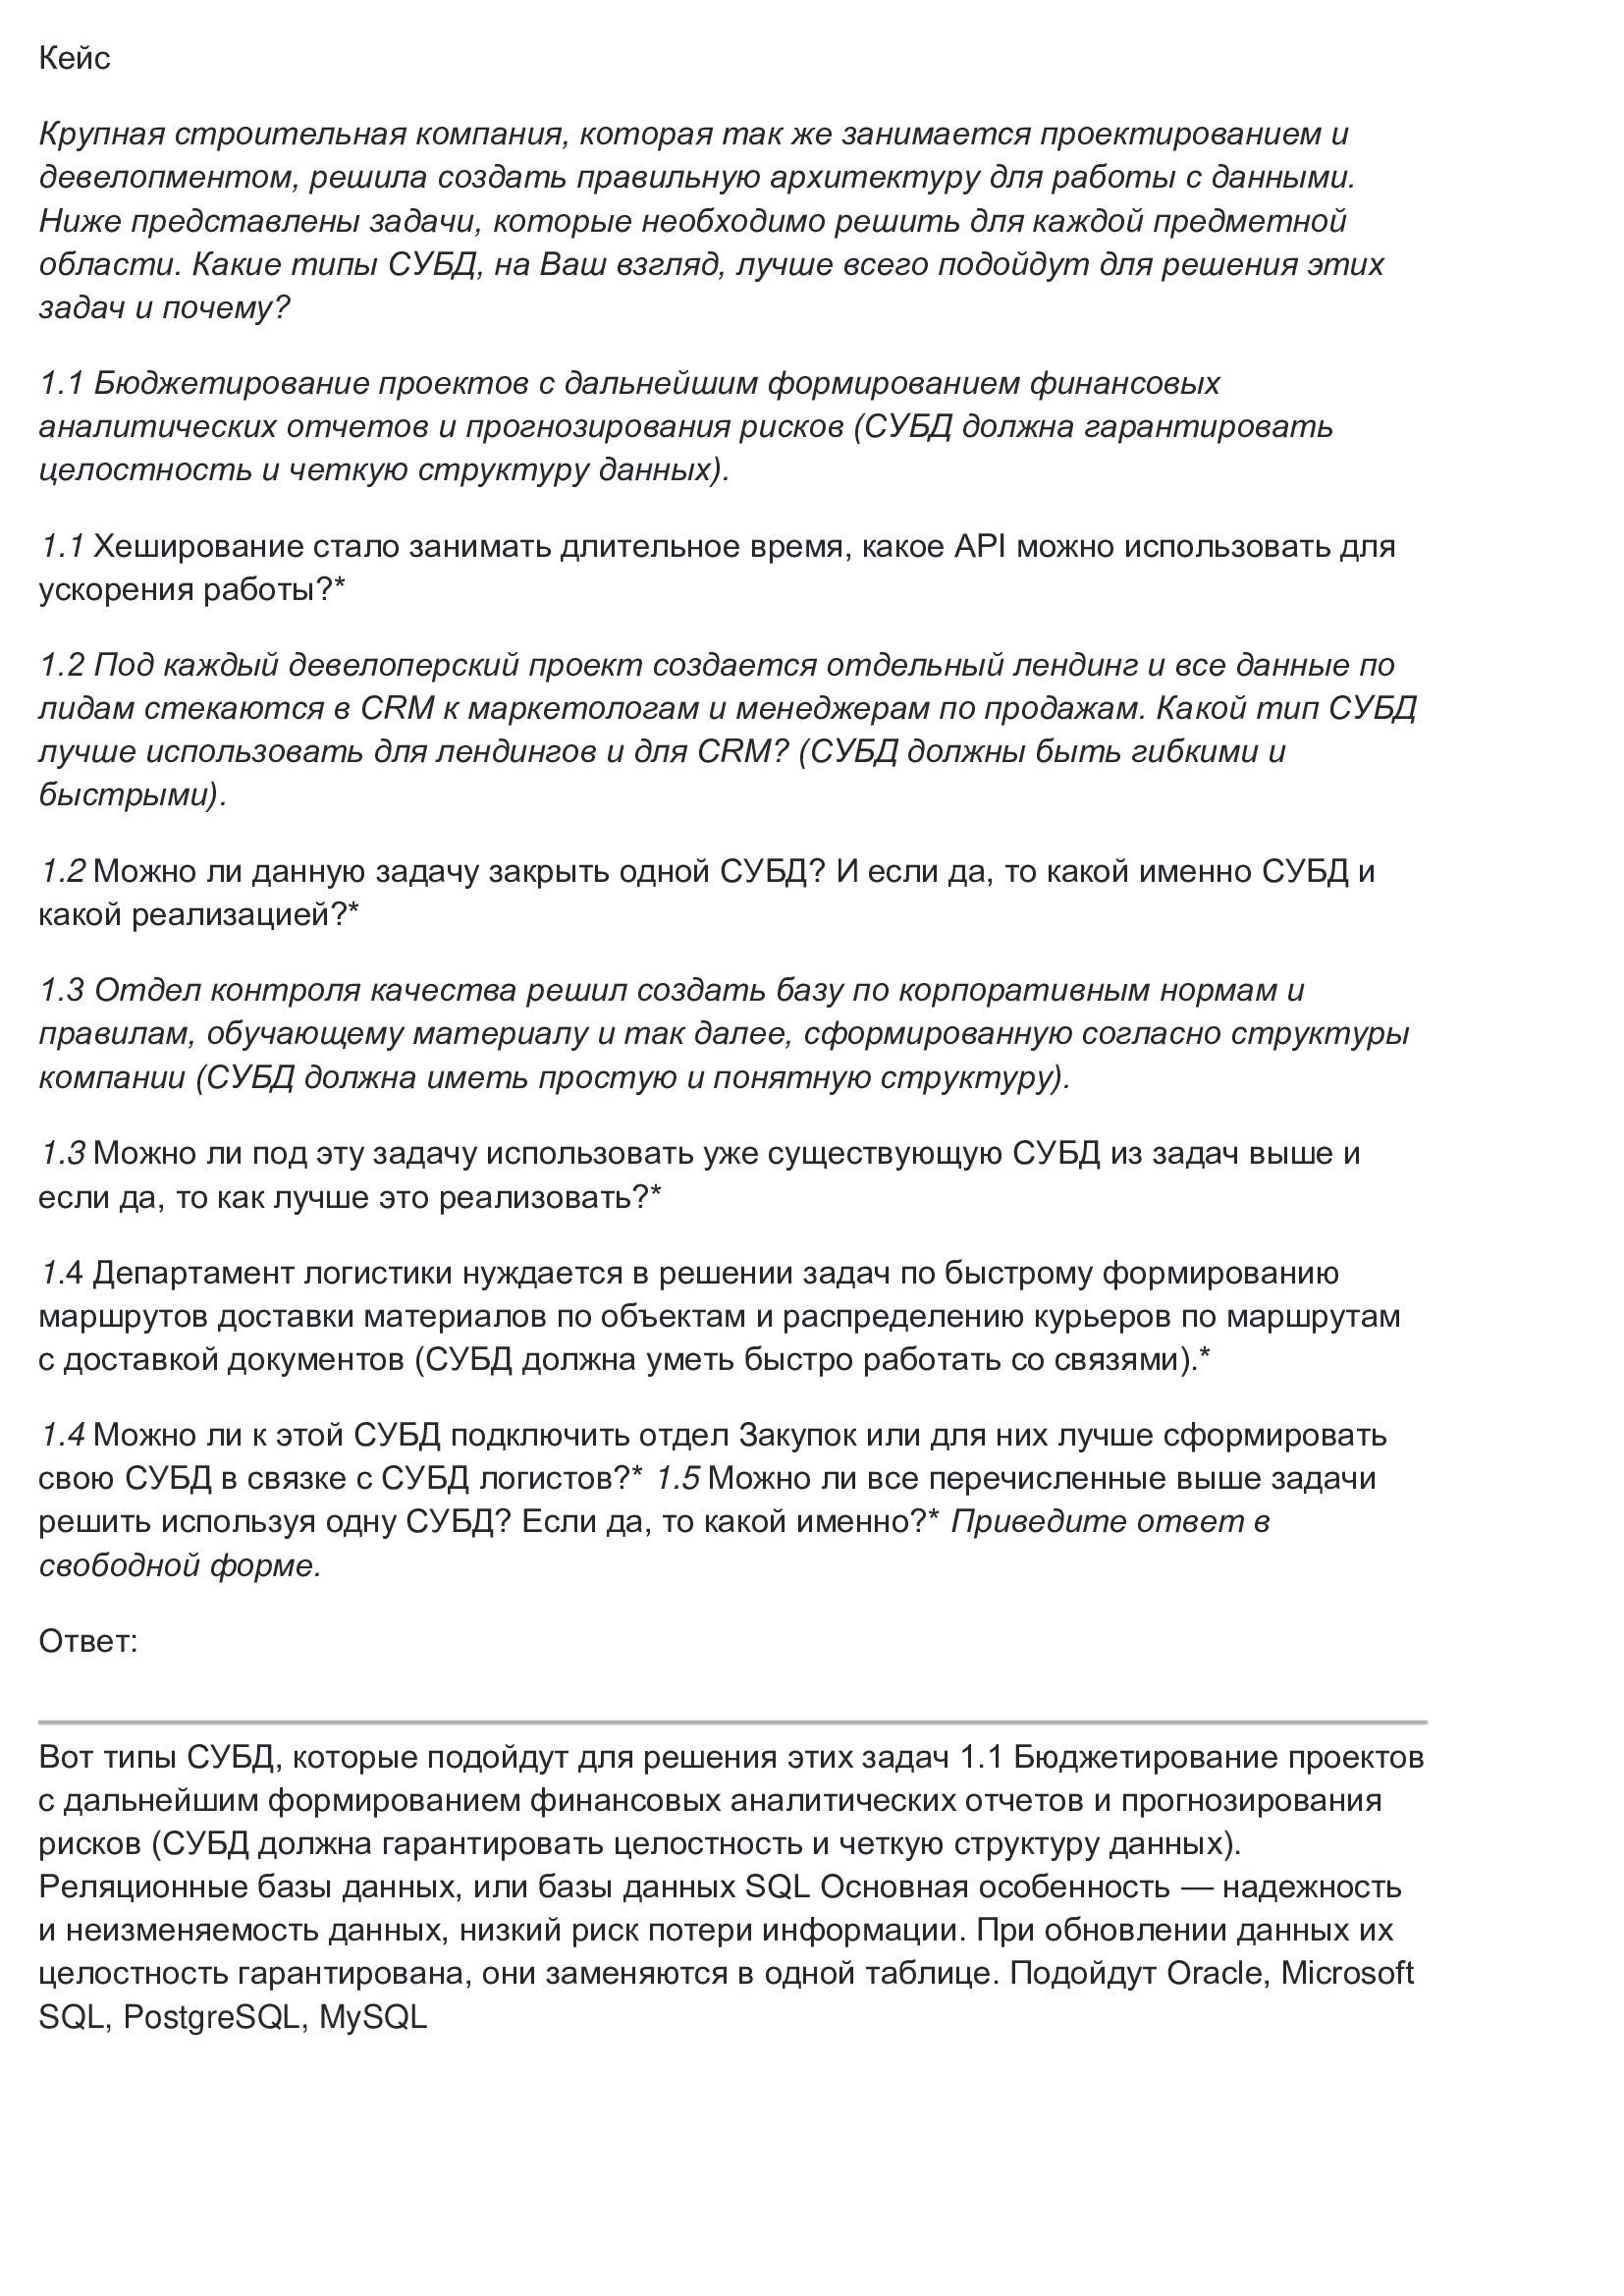 Кейс
Крупная строительная компания, которая так же занимается проектированием и
девелопментом, решила создать правильную архитектуру для работы с данными.
Ниже представлены задачи, которые необходимо решить для каждой предметной
области. Какие типы СУБД, на Ваш взгляд, лучше всего подойдут для решения этих
задач и почему?
1.1 Бюджетирование проектов с дальнейшим формированием финансовых
аналитических отчетов и прогнозирования рисков (СУБД должна гарантировать
целостность и четкую структуру данных).
1.1 Хеширование стало занимать длительное время, какое API можно использовать для
ускорения работы?*
1.2 Под каждый девелоперский проект создается отдельный лендинг и все данные по
лидам стекаются в CRM к маркетологам и менеджерам по продажам. Какой тип СУБД
лучше использовать для лендингов и для CRM? (СУБД должны быть гибкими и
быстрыми).
1.2 Можно ли данную задачу закрыть одной СУБД? И если да, то какой именно СУБД и
какой реализацией?*
1.3 Отдел контроля качества решил создать базу по корпоративным нормам и
правилам, обучающему материалу и так далее, сформированную согласно структуры
компании (СУБД должна иметь простую и понятную структуру).
1.3 Можно ли под эту задачу использовать уже существующую СУБД из задач выше и
если да, то как лучше это реализовать?*
1.4 Департамент логистики нуждается в решении задач по быстрому формированию
маршрутов доставки материалов по объектам и распределению курьеров по маршрутам
с доставкой документов (СУБД должна уметь быстро работать со связями).*
1.4 Можно ли к этой СУБД подключить отдел Закупок или для них лучше сформировать
свою СУБД в связке с СУБД логистов?* 1.5 Можно ли все перечисленные выше задачи
решить используя одну СУБД? Если да, то какой именно?* Приведите ответ в
свободной форме.
Ответ:
Вот типы СУБД, которые подойдут для решения этих задач 1.1 Бюджетирование проектов
с дальнейшим формированием финансовых аналитических отчетов и прогнозирования
рисков (СУБД должна гарантировать целостность и четкую структуру данных).
Реляционные базы данных, или базы данных SQL Основная особенность — надежность
и неизменяемость данных, низкий риск потери информации. При обновлении данных их
целостность гарантирована, они заменяются в одной таблице. Подойдут Oracle, Microsoft
SQL, PostgreSQL, MySQL